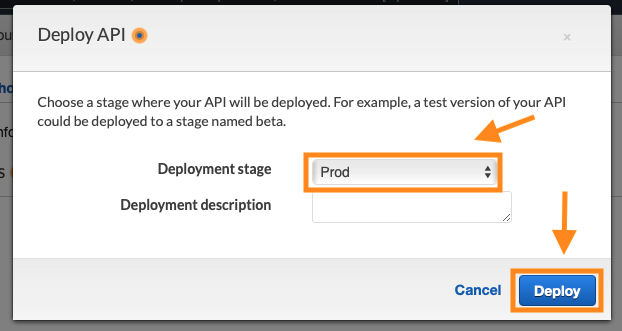 Deploy API
Choose a stage where your API will be deployed. For example, a test version of your API
could be deployed to a stage named beta.
Deployment stage
Prod
Deployment description
Cancel
Deploy